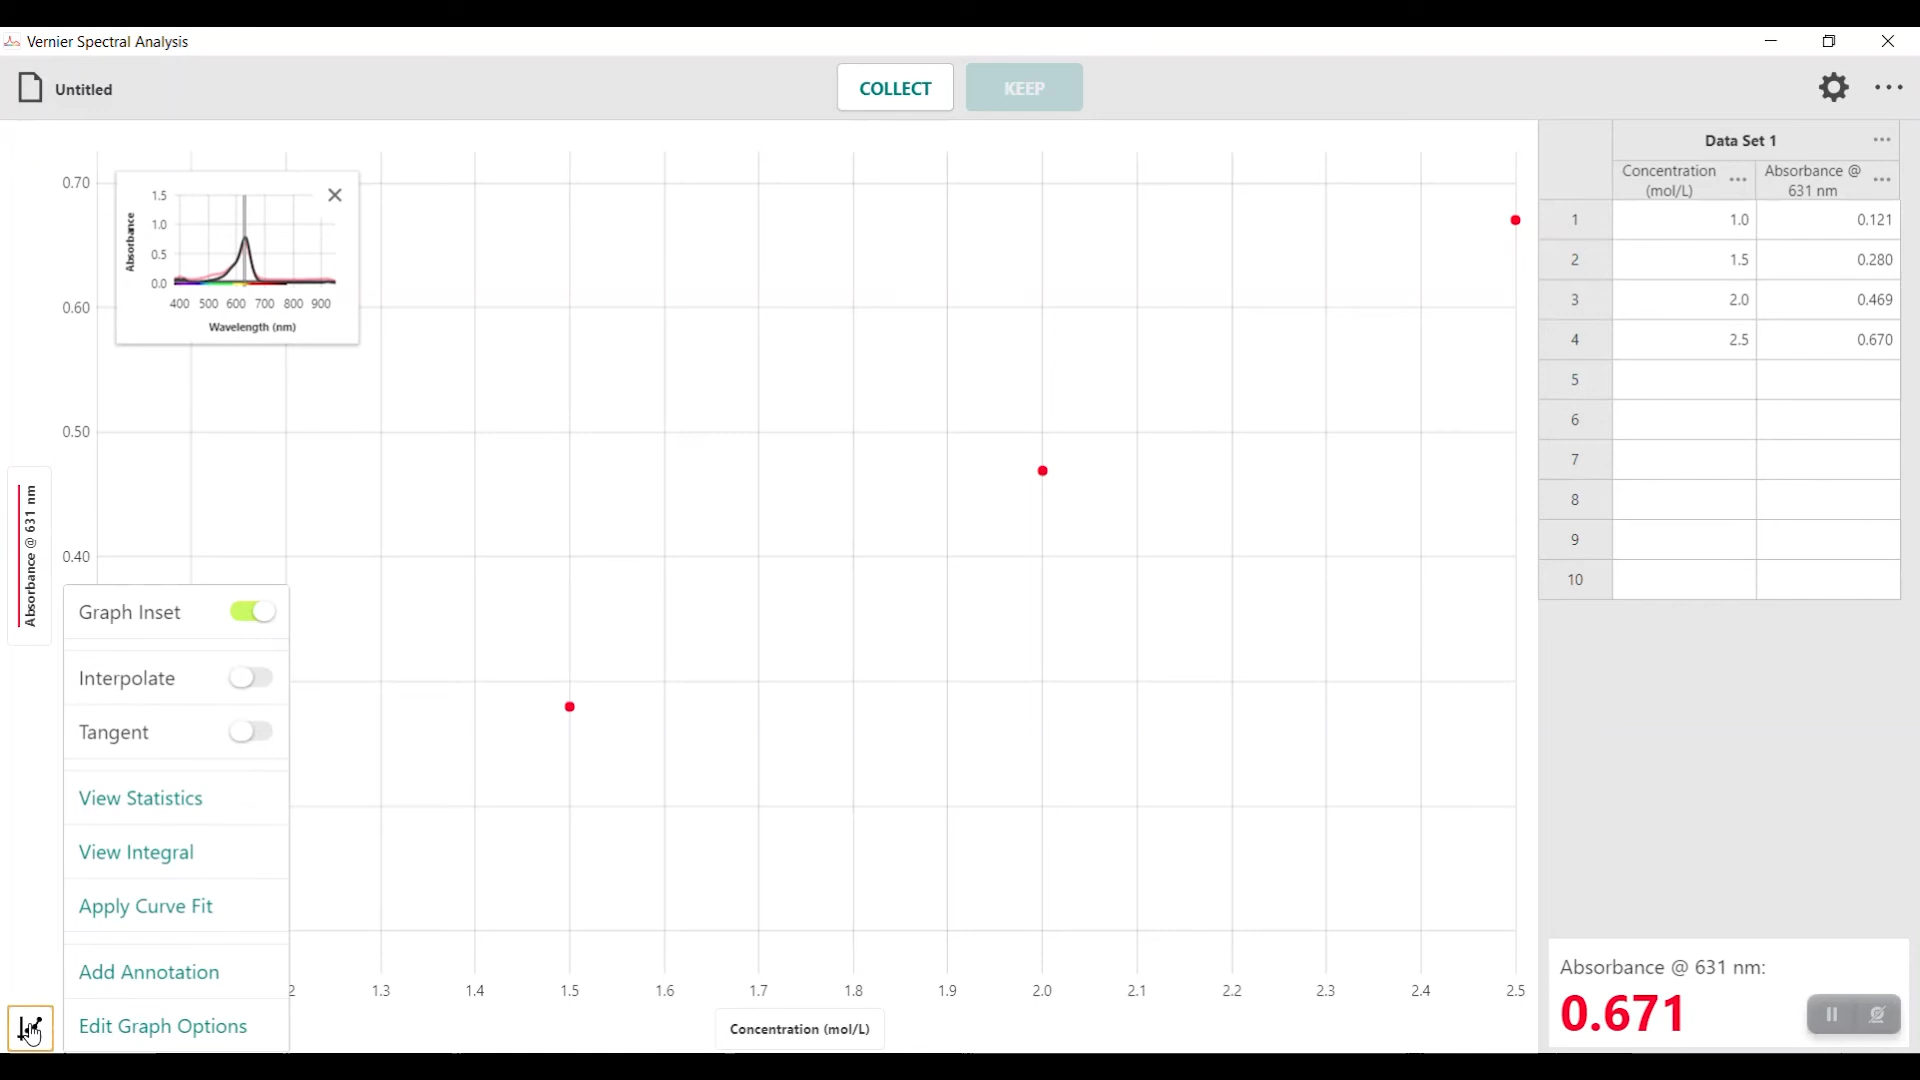 Vernier Spectral Analysis
Untitled
COLLECT
KEEP
0.70
0.60
0.50
0.40
Absorbance @ 631 nm
1.5
1.0
0.5
0.0
Absorbance
400 500 600 700 800 900
Wavelength (nm)
Graph Inset
Interpolate
Tangent
View Statistics
View Integral
Apply Curve Fit
Add Annotation
Edit Graph Options
2 1.3 1.4 1.5 1.6 1.7 1.8 1.9 2.0 2.1 2.2 2.3 2.4 2.5
Concentration (mol/L)
Data Set 1
Concentration (mol/L) Absorbance @ 631 nm
1 1.0 0.121
2 1.5 0.280
3 2.0 0.469
4 2.5 0.670
5
6
7
8
9
10
Absorbance @ 631 nm:
0.671